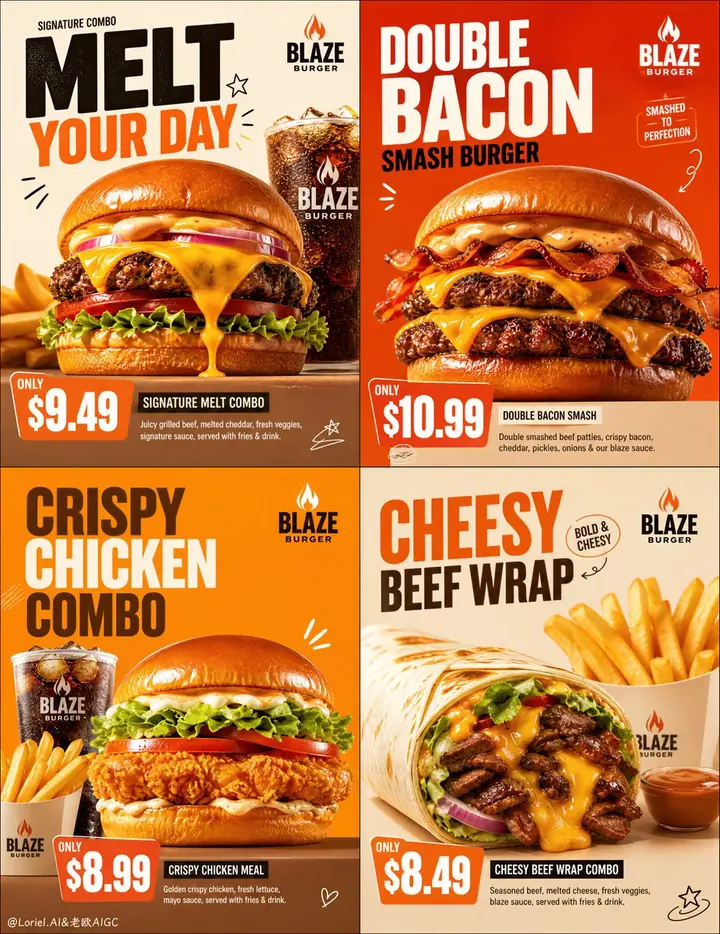 SIGNATURE COMBO
MELT
YOUR DAY
BLAZE
BURGER
BLAZE
BURGER
ONLY
$9.49
SIGNATURE MELT COMBO
Juicy grilled beef, melted cheddar, fresh veggies,
signature sauce, served with fries & drink.
DOUBLE
BACON
SMASH BURGER
BLAZE
BURGER
SMASHED
TO
PERFECTION
ONLY
$10.99
DOUBLE BACON SMASH
Double smashed beef patties, crispy bacon,
cheddar, pickles, onions & our blaze sauce.
CRISPY
CHICKEN
COMBO
BLAZE
BURGER
BLAZE
BURGER
BLAZE
BURGER
ONLY
$8.99
CRISPY CHICKEN MEAL
Golden crispy chicken, fresh lettuce,
mayo sauce, served with fries & drink.
@Loriel.AI&老欧AIGC
CHEESY
BEEF WRAP
BOLD &
CHEESY
BLAZE
BURGER
BLAZE
BURGER
ONLY
$8.49
CHEESY BEEF WRAP COMBO
Seasoned beef, melted cheese, fresh veggies,
blaze sauce, served with fries & drink.